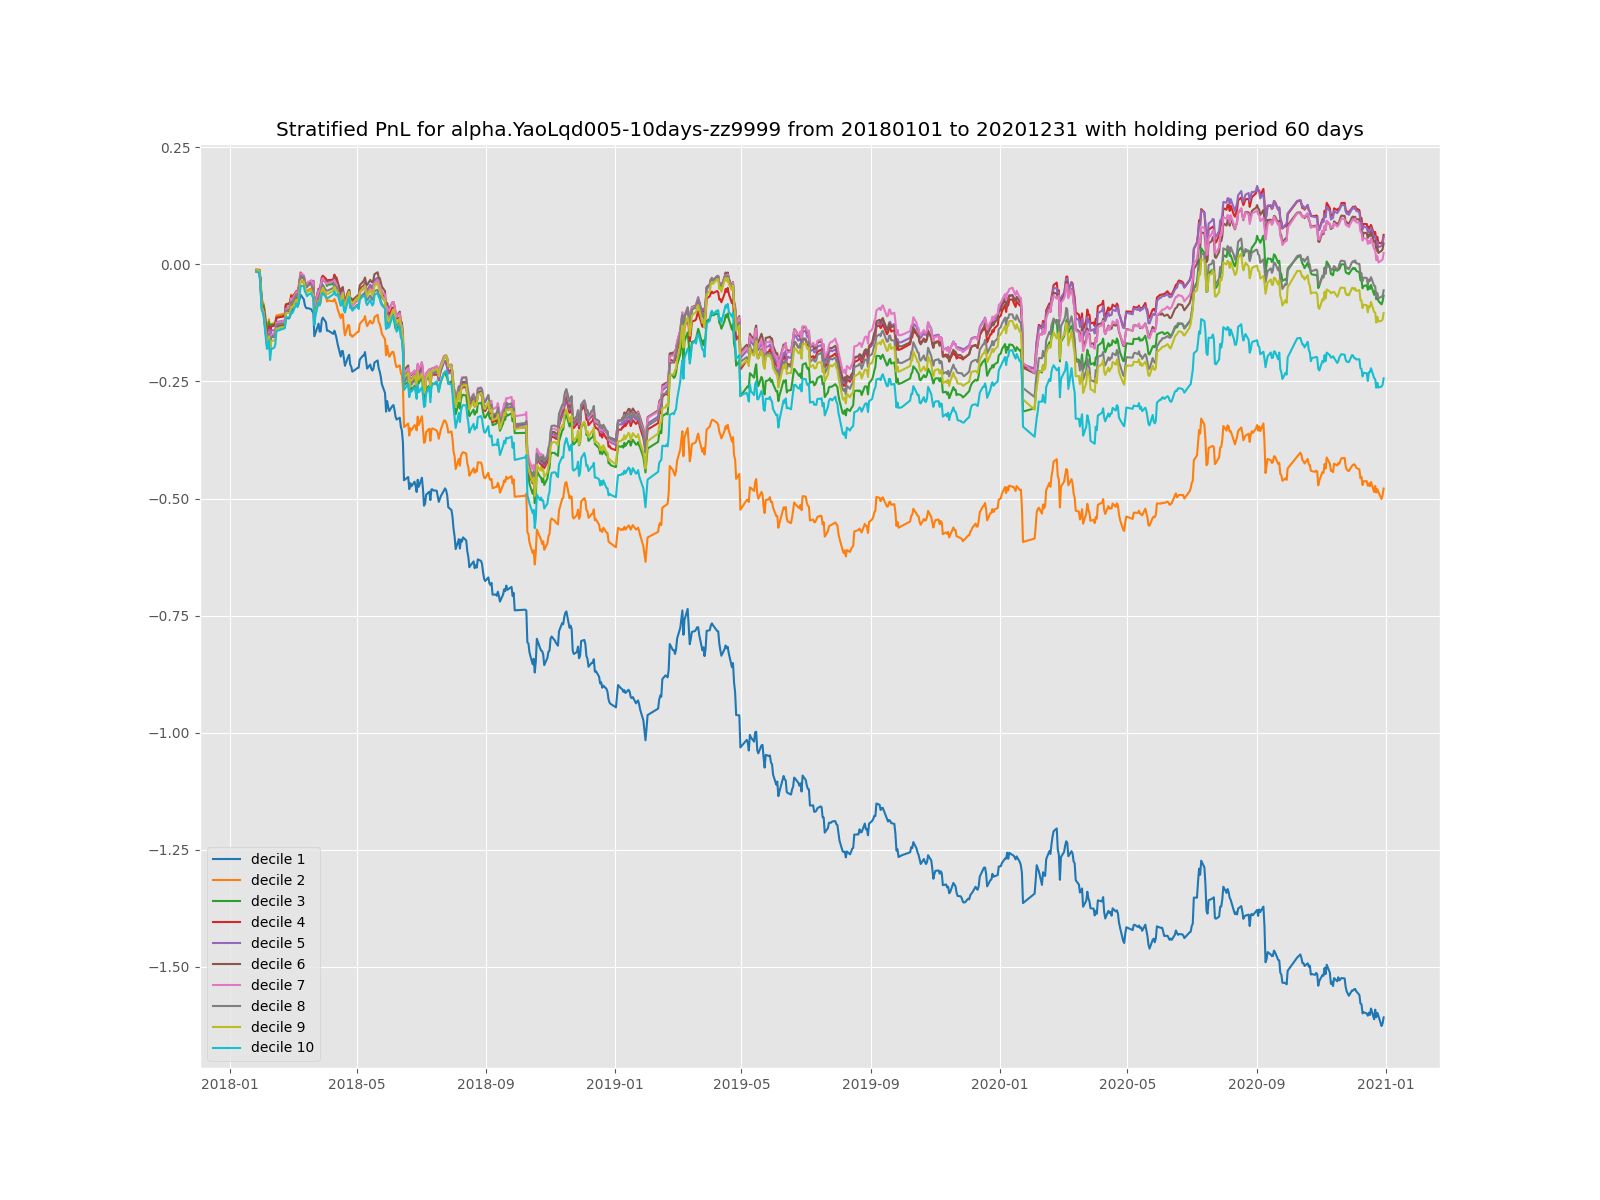 Stratified PnL for alpha.YaoLqd005-10days-zz9999 from 20180101 to 20201231 with holding period 60 days
0.25
0.00
−0.25
−0.50
−0.75
−1.00
−1.25
−1.50
decile 1
decile 2
decile 3
decile 4
decile 5
decile 6
decile 7
decile 8
decile 9
decile 10
2018-01 2018-05 2018-09 2019-01 2019-05 2019-09 2020-01 2020-05 2020-09 2021-01